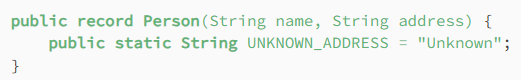 public record Person(String name, String address) {
    public static String UNKNOWN_ADDRESS = "Unknown";
}